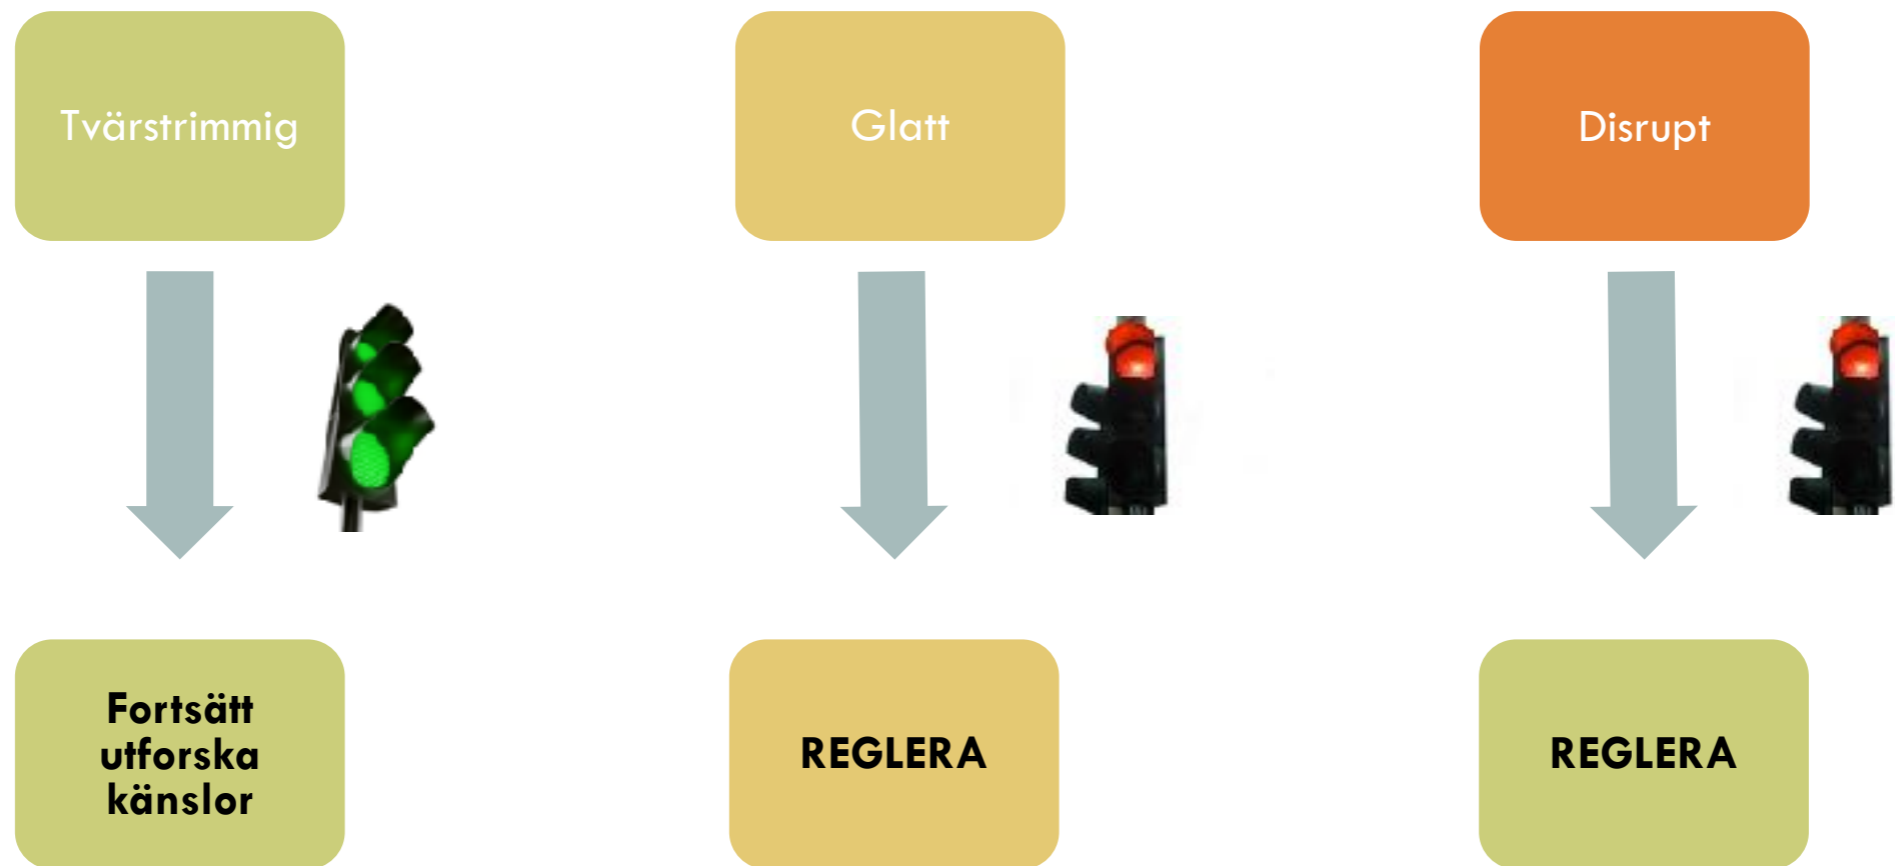 Tvärstrimmig
Glatt
Disrupt
Fortsätt
utforska
känslor
REGLERA
REGLERA